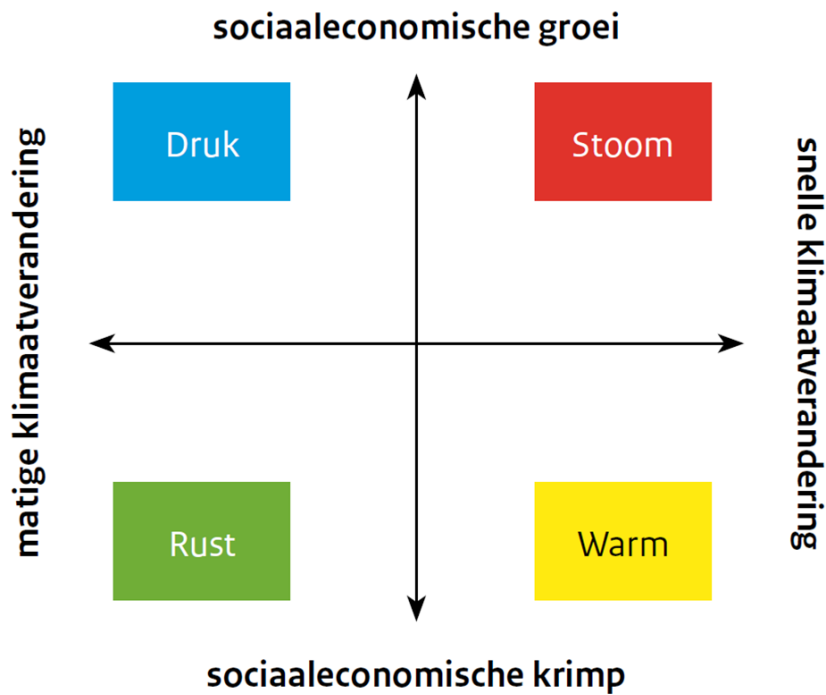 sociaaleconomische groei
Druk
Stoom
matige klimaatverandering
snelle klimaatverandering
Rust
Warm
sociaaleconomische krimp